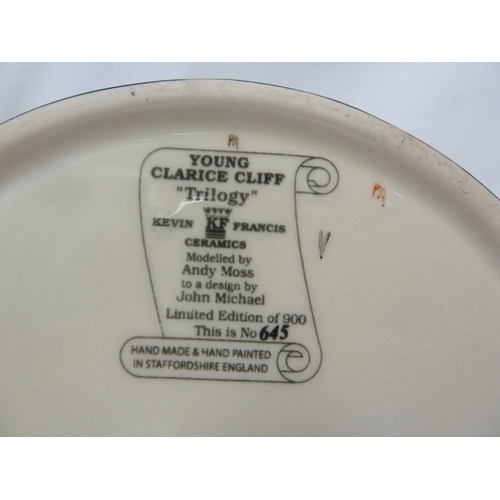 YOUNG
CLARICE CLIFF
"Trilogy"
KEVIN KF FRANCIS
CERAMICS
Modelled by
Andy Moss
to a design by
John Michael
Limited Edition of 900
This is No 645
HAND MADE & HAND PAINTED
IN STAFFORDSHIRE ENGLAND